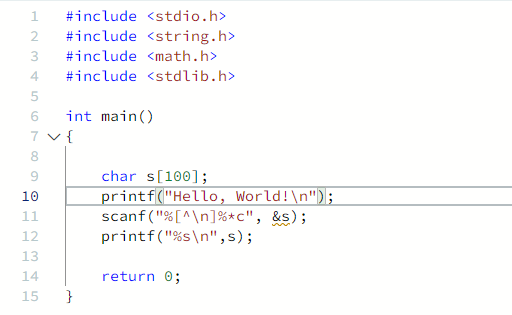 1 #include <stdio.h>
2 #include <string.h>
3 #include <math.h>
4 #include <stdlib.h>
5
6 int main()
7 {
8
9     char s[100];
10     printf("Hello, World!\n");
11     scanf("%[^\n]%*c", &s);
12     printf("%s\n",s);
13
14     return 0;
15 }